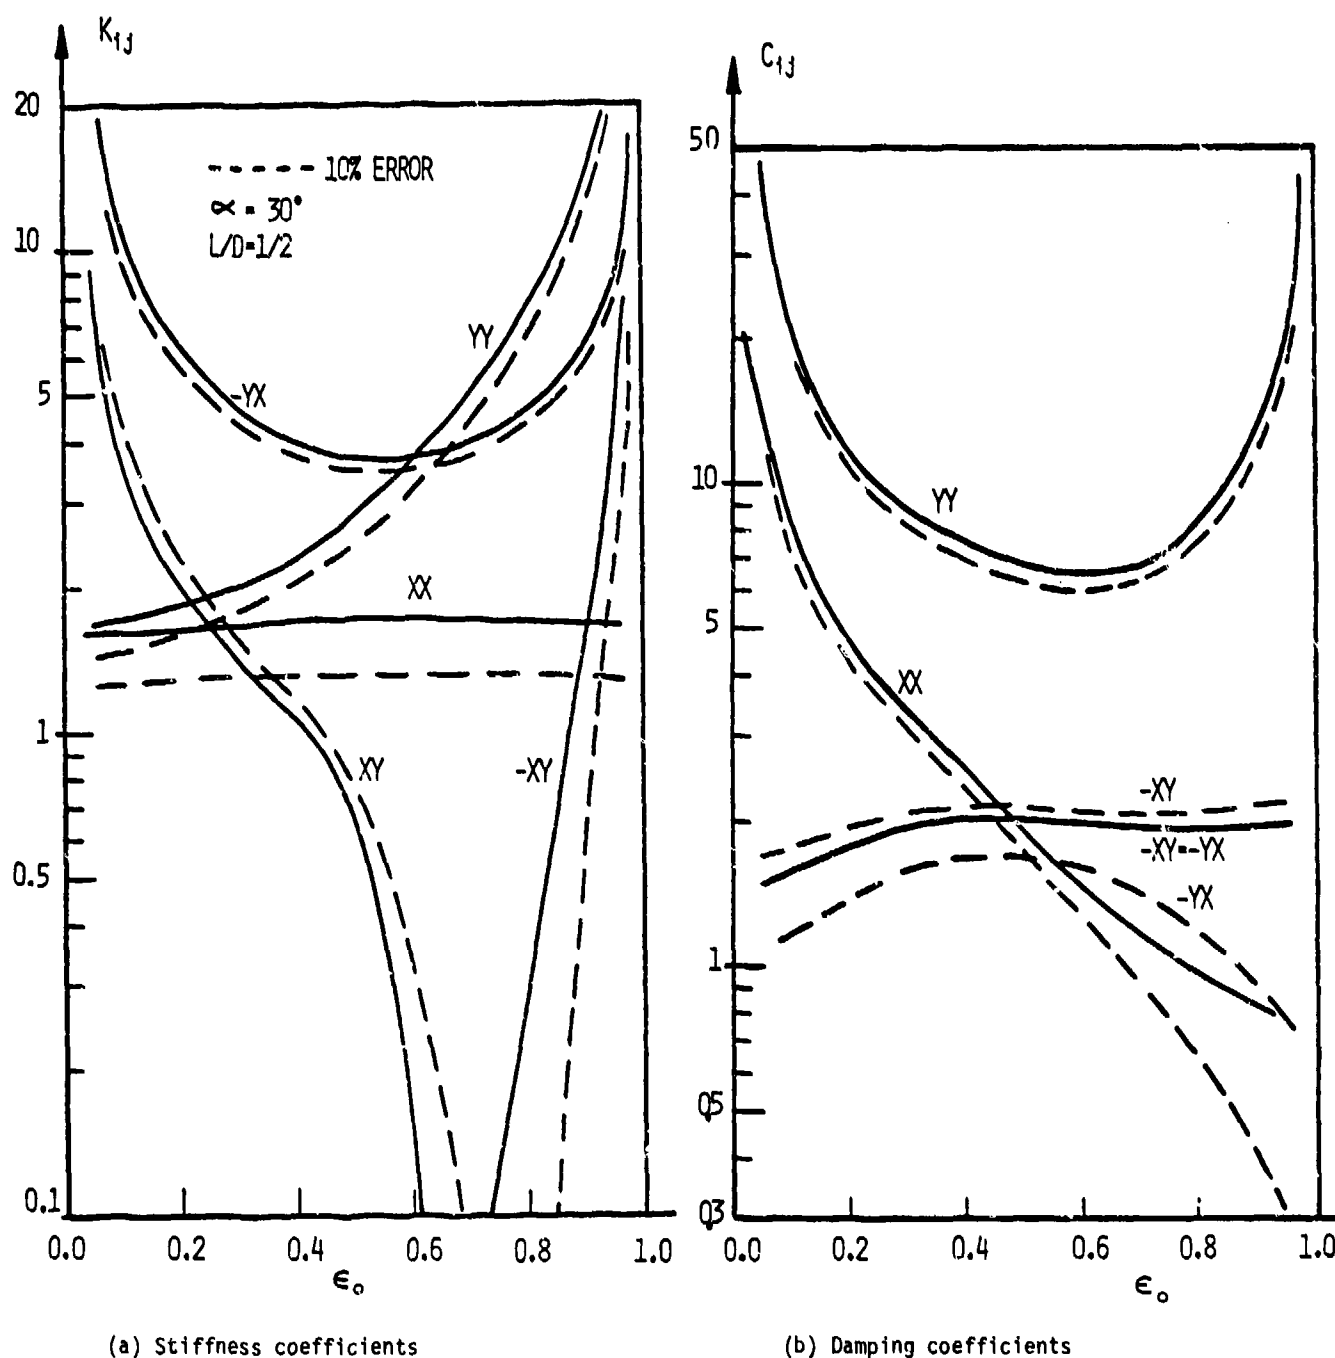 K_ij
20
10
5
1
0.5
0.1
- - - - 10% ERROR
α = 30°
L/D=1/2
YY
-YX
XX
XY
-XY
0.0 0.2 0.4 0.6 0.8 1.0
ϵ₀
(a) Stiffness coefficients
C_ij
50
10
5
1
0.5
0.3
YY
XX
-XY
-XY=-YX
-YX
0.0 0.2 0.4 0.6 0.8 1.0
ϵ₀
(b) Damping coefficients